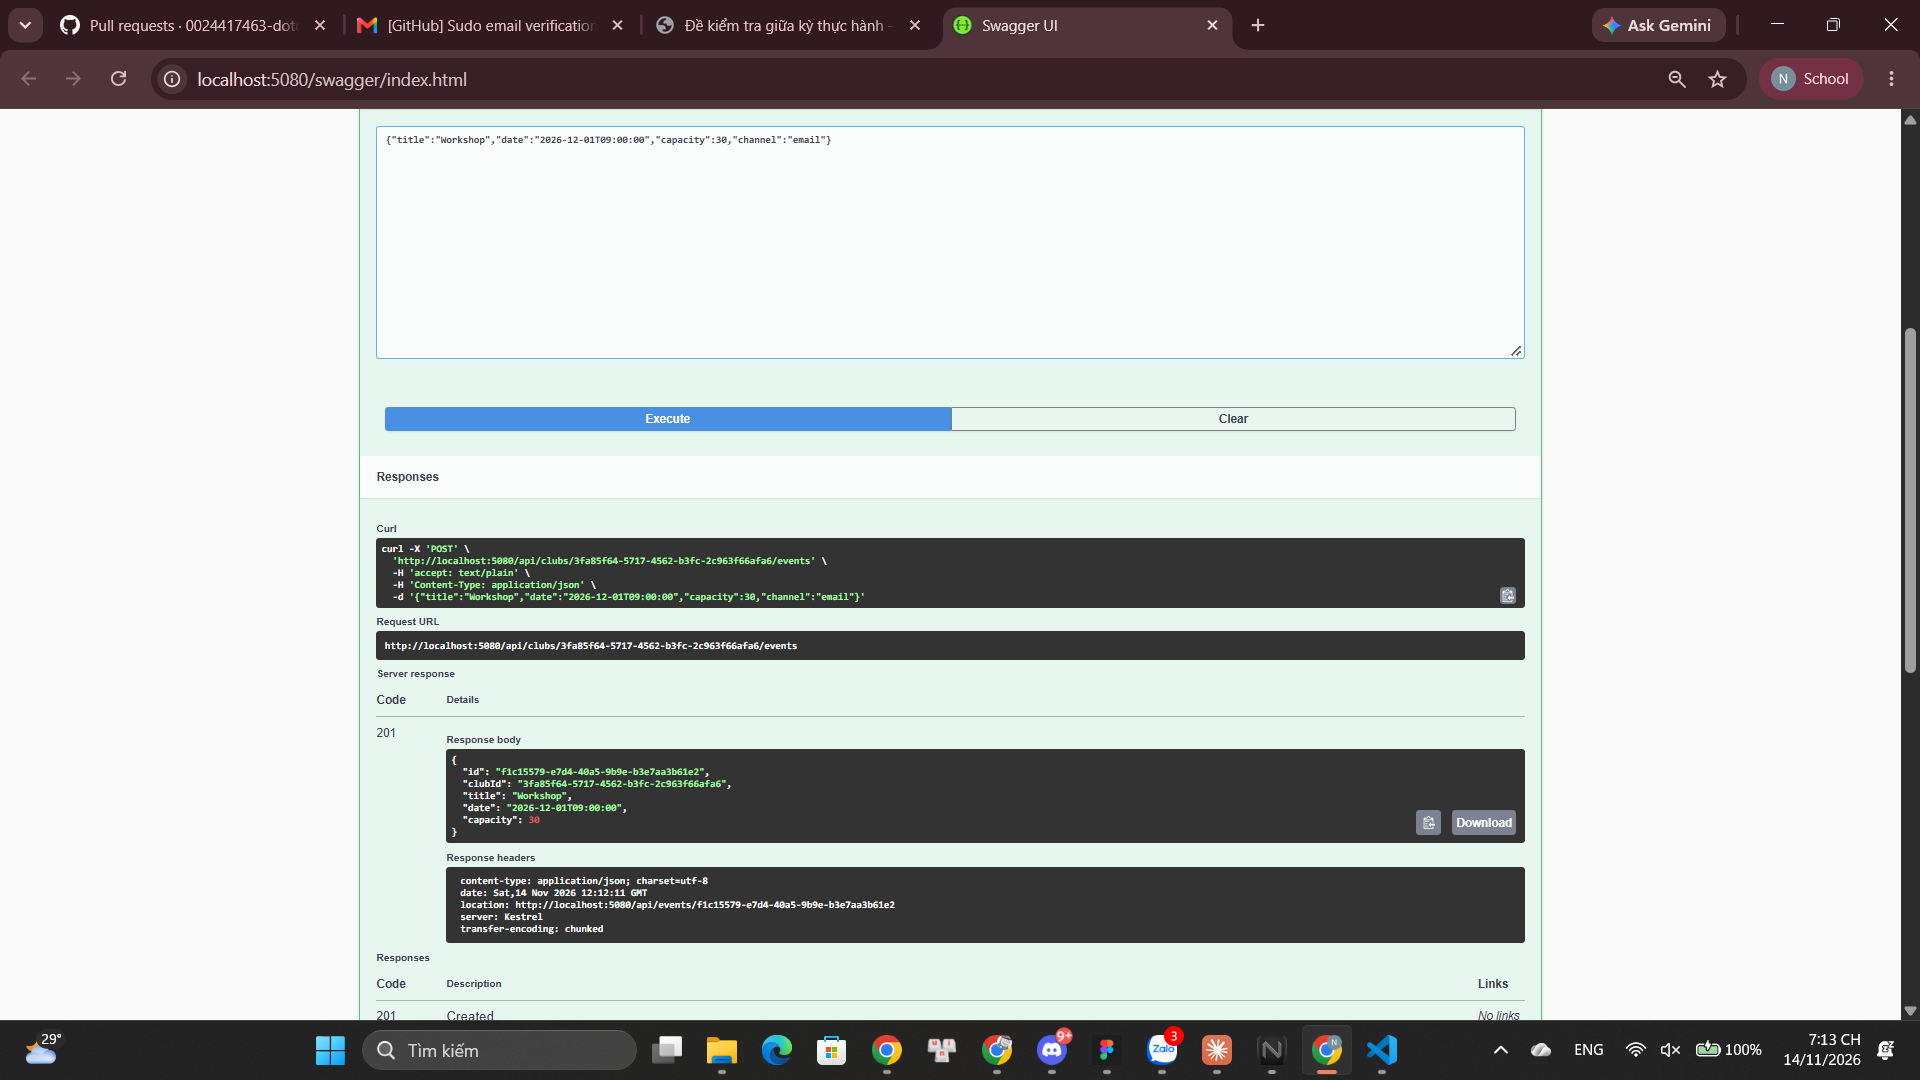 Pull requests · 0024417463-dot
[GitHub] Sudo email verification
Đề kiểm tra giữa kỳ thực hành -
Swagger UI
Ask Gemini
localhost:5080/swagger/index.html
N School
{"title":"Workshop","date":"2026-12-01T09:00:00","capacity":30,"channel":"email"}
Execute
Clear
Responses
Curl
curl -X 'POST' \
'http://localhost:5080/api/clubs/3fa85f64-5717-4562-b3fc-2c963f66afa6/events' \
-H 'accept: text/plain' \
-H 'Content-Type: application/json' \
-d '{"title":"Workshop","date":"2026-12-01T09:00:00","capacity":30,"channel":"email"}'
Request URL
http://localhost:5080/api/clubs/3fa85f64-5717-4562-b3fc-2c963f66afa6/events
Server response
Code Details
201
Response body
{
"id": "f1c15579-e7d4-40a5-9b9e-b3e7aa3b61e2",
"clubId": "3fa85f64-5717-4562-b3fc-2c963f66afa6",
"title": "Workshop",
"date": "2026-12-01T09:00:00",
"capacity": 30
}
Download
Response headers
content-type: application/json; charset=utf-8
date: Sat,14 Nov 2026 12:12:11 GMT
location: http://localhost:5080/api/events/f1c15579-e7d4-40a5-9b9e-b3e7aa3b61e2
server: Kestrel
transfer-encoding: chunked
Responses
Code Description Links
201 Created No links
29°
Tìm kiếm
9+
Zalo
3
ENG
100%
7:13 CH
14/11/2026